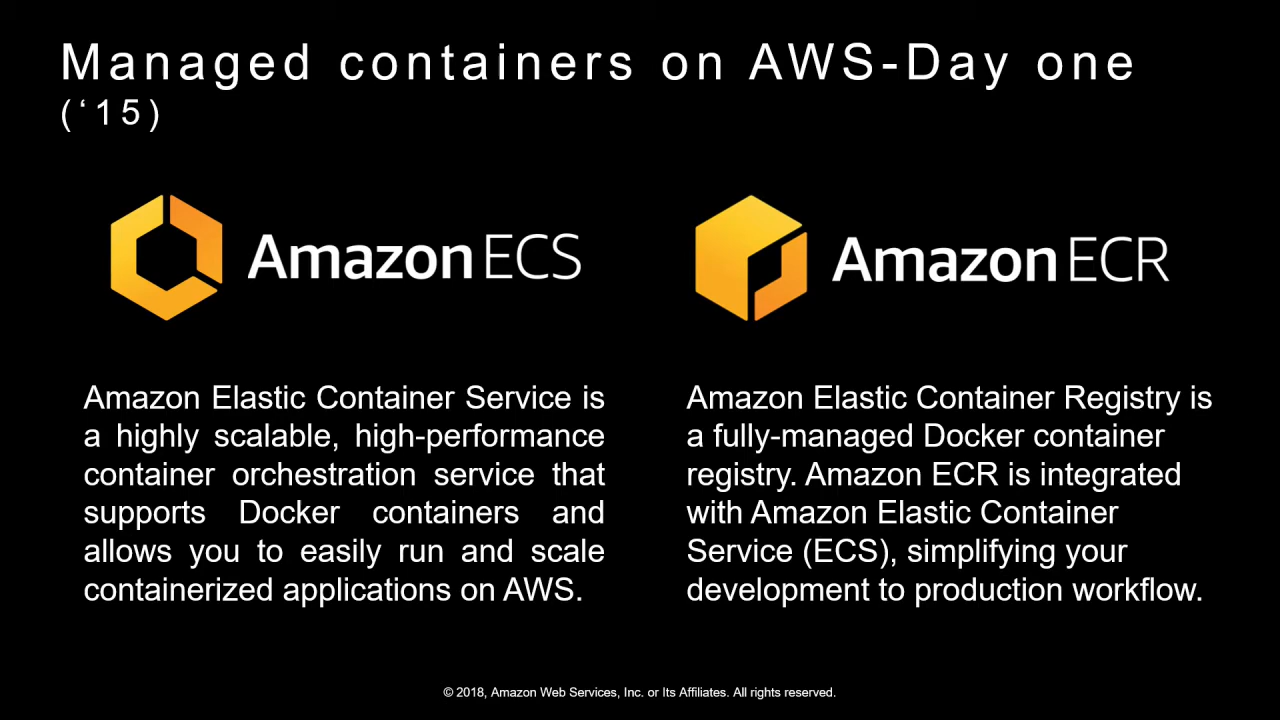 Managed containers on AWS-Day one
(‘15)
Amazon ECS
Amazon ECR
Amazon Elastic Container Service is
a highly scalable, high-performance
container orchestration service that
supports Docker containers and
allows you to easily run and scale
containerized applications on AWS.
Amazon Elastic Container Registry is
a fully-managed Docker container
registry. Amazon ECR is integrated
with Amazon Elastic Container
Service (ECS), simplifying your
development to production workflow.
© 2018, Amazon Web Services, Inc. or Its Affiliates. All rights reserved.